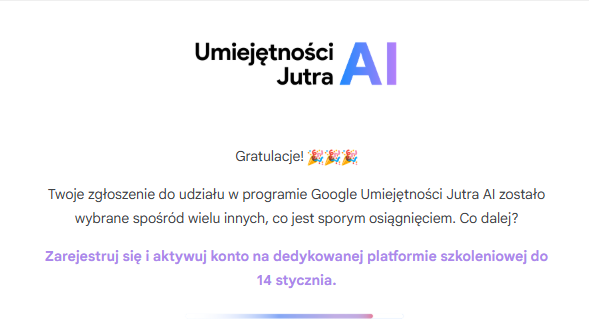 Umiejętności
Jutra AI
Gratulacje! 🎉🎉🎉
Twoje zgłoszenie do udziału w programie Google Umiejętności Jutra AI zostało
wybrane spośród wielu innych, co jest sporym osiągnięciem. Co dalej?
Zarejestruj się i aktywuj konto na dedykowanej platformie szkoleniowej do
14 stycznia.